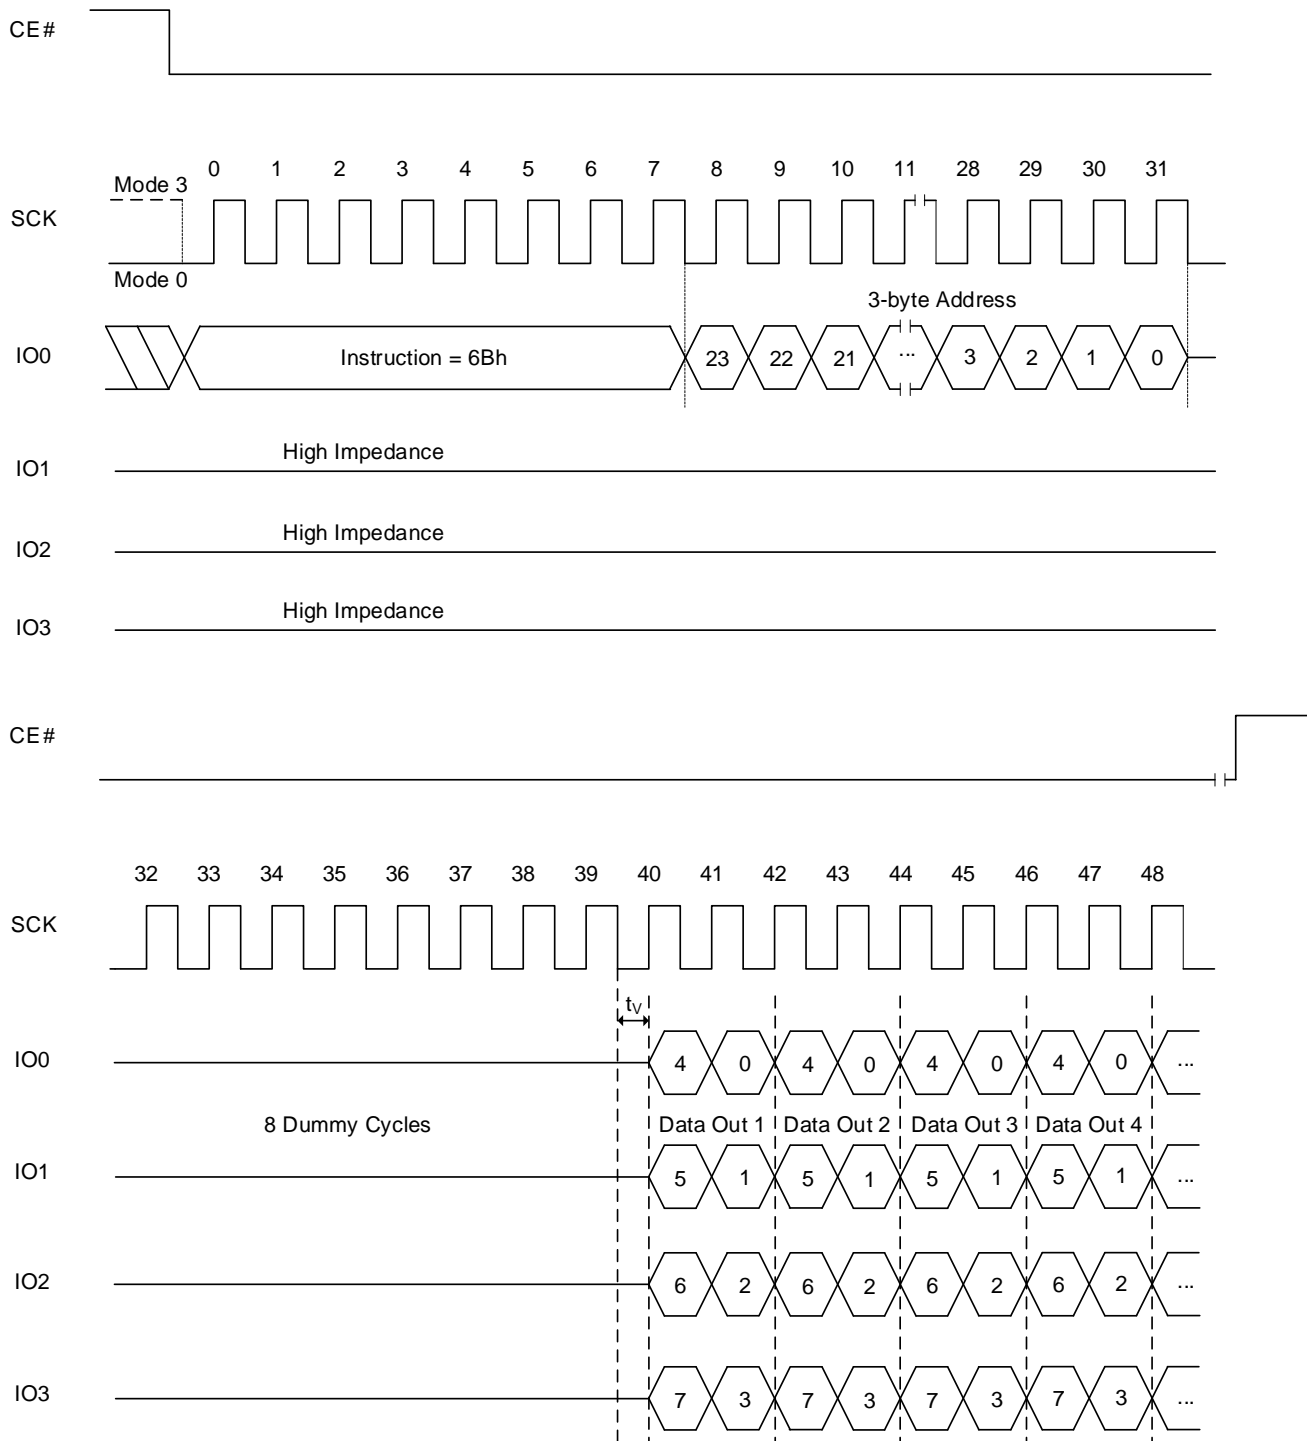 CE#
0 1 2 3 4 5 6 7 8 9 10 11 28 29 30 31
Mode 3
SCK
Mode 0
3-byte Address
IO0 Instruction = 6Bh 23 22 21 ... 3 2 1 0
High Impedance
IO1
High Impedance
IO2
High Impedance
IO3
CE#
32 33 34 35 36 37 38 39 40 41 42 43 44 45 46 47 48
SCK
tV
IO0 4 0 4 0 4 0 4 0 ...
8 Dummy Cycles Data Out 1 Data Out 2 Data Out 3 Data Out 4
IO1 5 1 5 1 5 1 5 1 ...
IO2 6 2 6 2 6 2 6 2 ...
IO3 7 3 7 3 7 3 7 3 ...